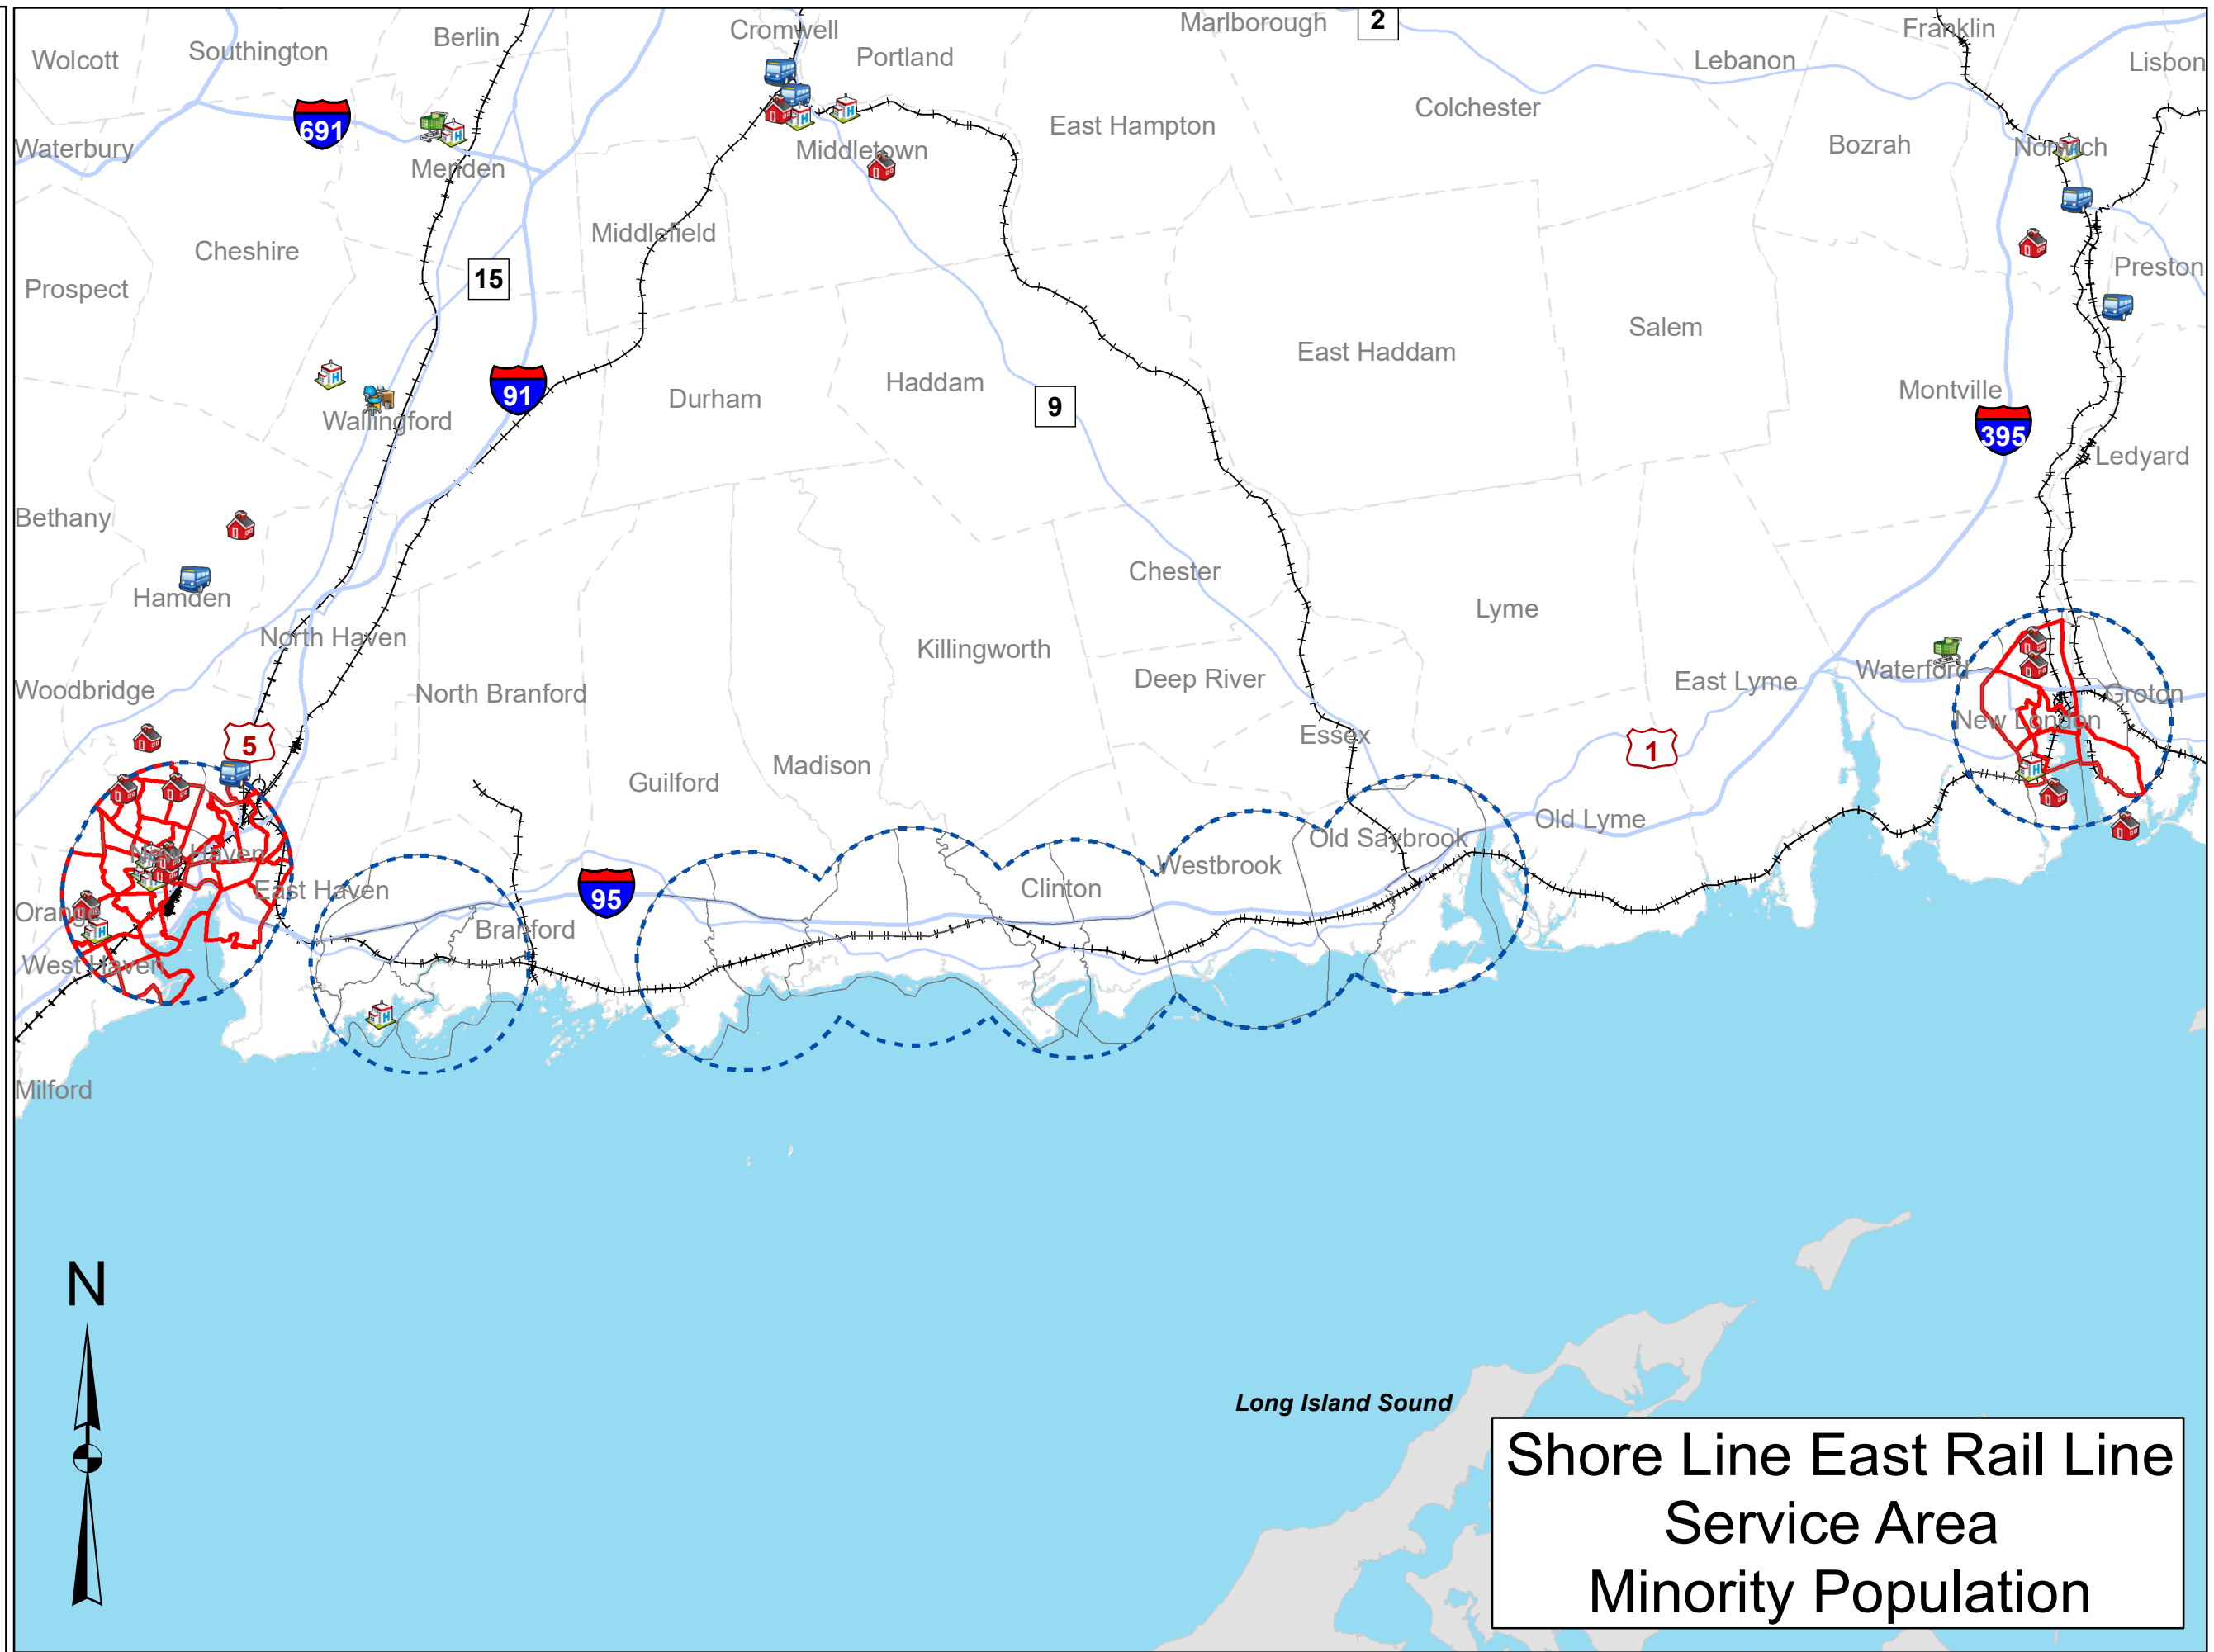 Cromwell
Marlborough
2
Franklin
Wolcott
Southington
Berlin
Portland
Lebanon
Lisbon
691
East Hampton
Colchester
Waterbury
Meriden
Middletown
Bozrah
Norwich
Cheshire
Middlefield
Prospect
15
Preston
Salem
East Haddam
91
Durham
Haddam
9
Montville
Wallingford
395
Ledyard
Bethany
Hamden
Chester
Lyme
North Haven
Killingworth
Woodbridge
North Branford
Deep River
East Lyme
Waterford
Groton
New London
5
Essex
1
Guilford
Madison
New Haven
Old Saybrook
Old Lyme
East Haven
95
Clinton
Westbrook
Orange
Branford
West Haven
Milford
N
Long Island Sound
Shore Line East Rail Line
Service Area
Minority Population